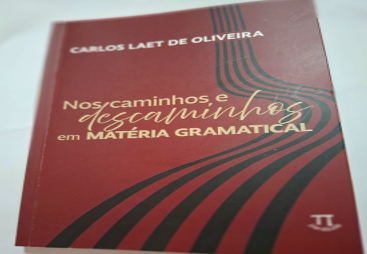 CARLOS LAET DE OLIVEIRA
Nos caminhos e
descaminhos
em MATÉRIA GRAMATICAL